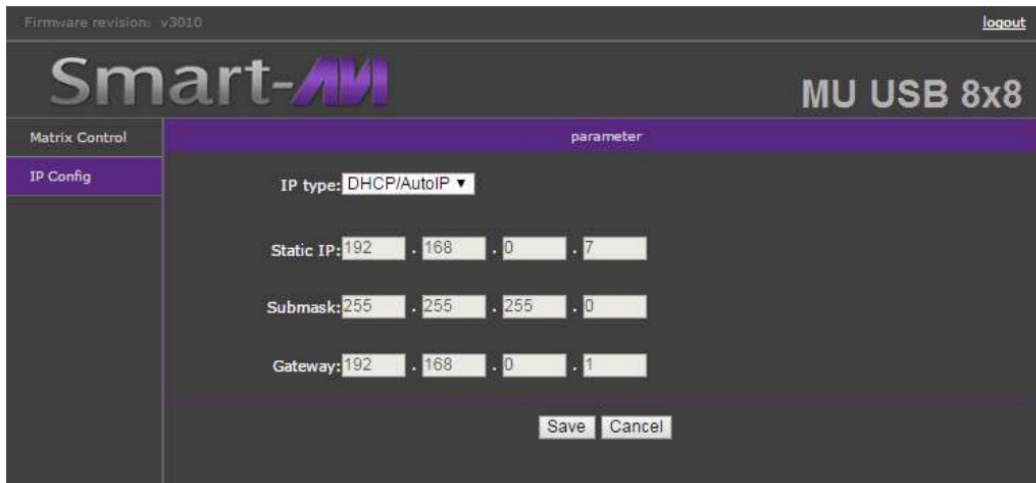 Firmware revision: v3010
logout
Smart-AVI
MU USB 8x8
Matrix Control
parameter
IP Config
IP type: DHCP/AutoIP ▼
Static IP: 192 . 168 . 0 . 7
Submask: 255 . 255 . 255 . 0
Gateway: 192 . 168 . 0 . 1
Save Cancel